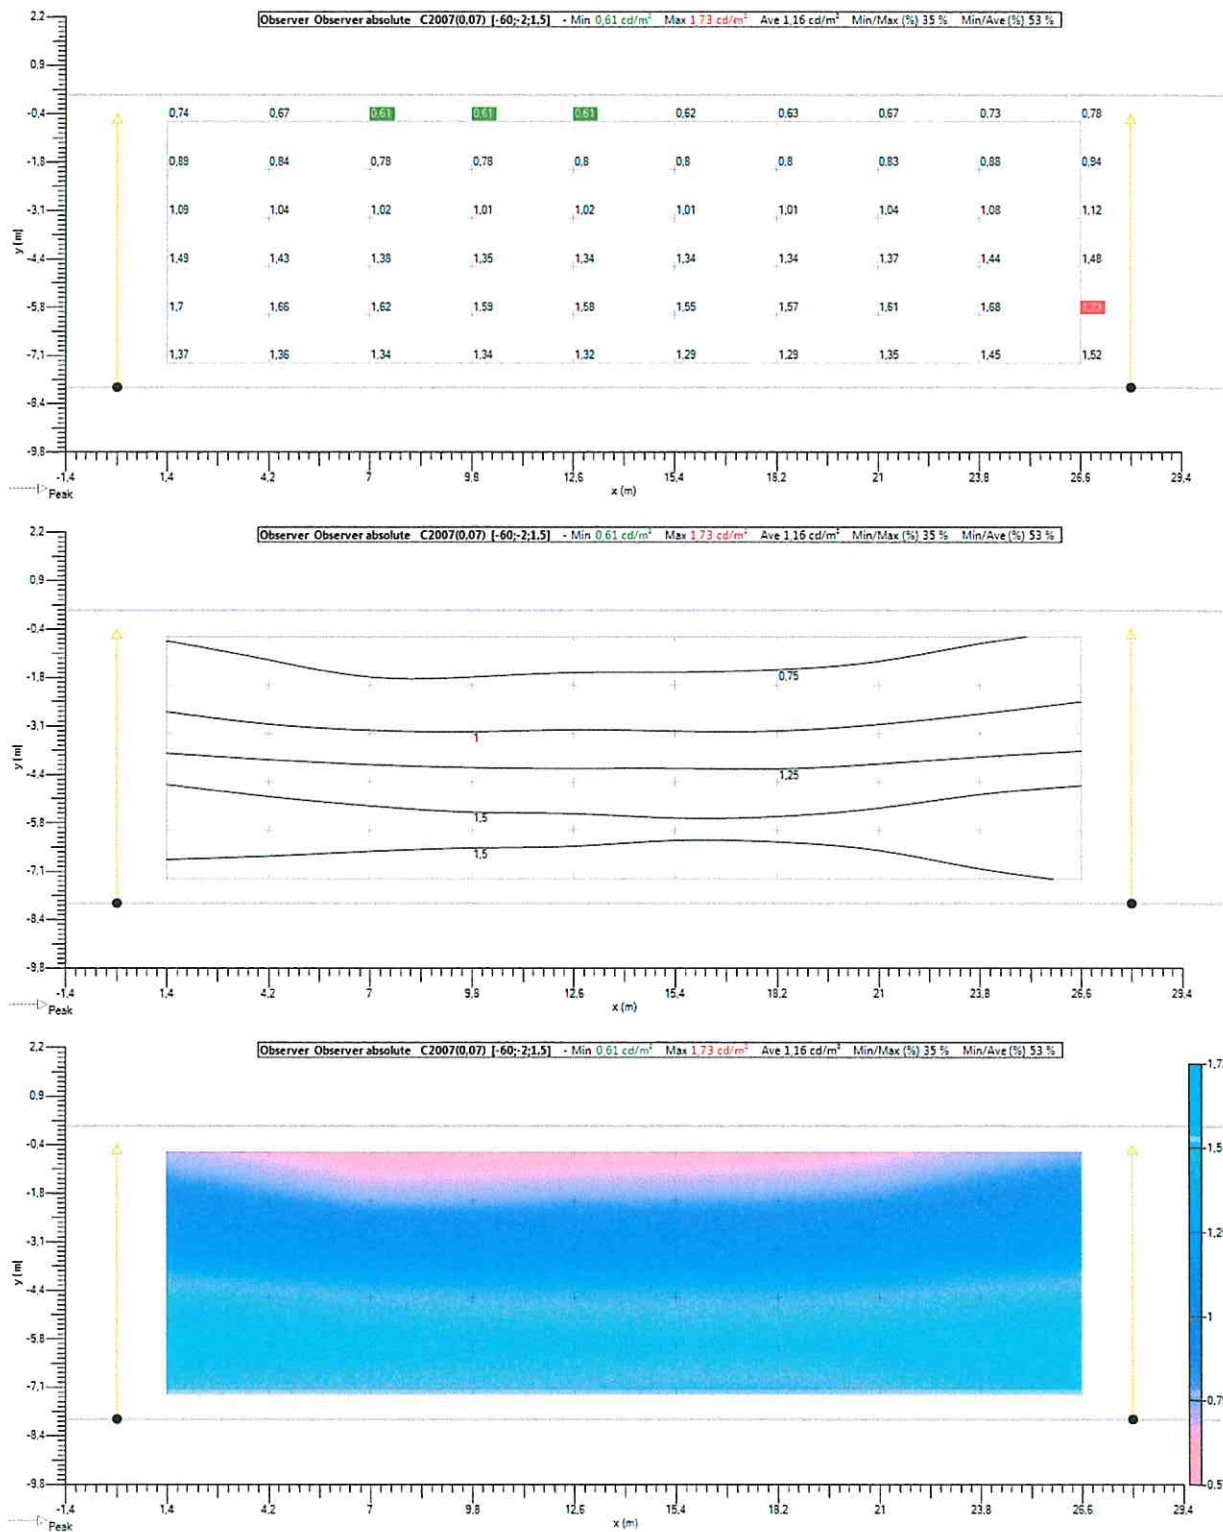 Observer Observer absolute C2007(0,07) [-60;-2;1,5] - Min 0,61 cd/m² Max 1,73 cd/m² Ave 1,16 cd/m² Min/Max (%) 35 % Min/Ave (%) 53 %
2,2
0,9
-0,4
0,74 0,67 0,61 0,61 0,61 0,62 0,63 0,67 0,73 0,78
-1,8
0,89 0,84 0,78 0,78 0,8 0,8 0,8 0,83 0,88 0,94
-3,1
1,09 1,04 1,02 1,01 1,02 1,01 1,01 1,04 1,08 1,12
y (m)
-4,4
1,49 1,43 1,38 1,35 1,34 1,34 1,34 1,37 1,44 1,48
-5,8
1,7 1,66 1,62 1,59 1,58 1,55 1,57 1,61 1,68 1,73
-7,1
1,37 1,36 1,34 1,34 1,32 1,29 1,29 1,35 1,45 1,52
-8,4
-9,8
-1,4 1,4 4,2 7 9,8 12,6 15,4 18,2 21 23,8 26,6 29,4
Peak
x (m)
Observer Observer absolute C2007(0,07) [-60;-2;1,5] - Min 0,61 cd/m² Max 1,73 cd/m² Ave 1,16 cd/m² Min/Max (%) 35 % Min/Ave (%) 53 %
2,2
0,9
-0,4
-1,8
0,75
-3,1
1
y (m)
-4,4
1,25
-5,8
1,5
1,5
-7,1
-8,4
-9,8
-1,4 1,4 4,2 7 9,8 12,6 15,4 18,2 21 23,8 26,6 29,4
Peak
x (m)
Observer Observer absolute C2007(0,07) [-60;-2;1,5] - Min 0,61 cd/m² Max 1,73 cd/m² Ave 1,16 cd/m² Min/Max (%) 35 % Min/Ave (%) 53 %
2,2
0,9
-0,4
-1,8
-3,1
y (m)
-4,4
-5,8
-7,1
-8,4
-9,8
1,5
1
-1,4 1,4 4,2 7 9,8 12,6 15,4 18,2 21 23,8 26,6 29,4
Peak
x (m)